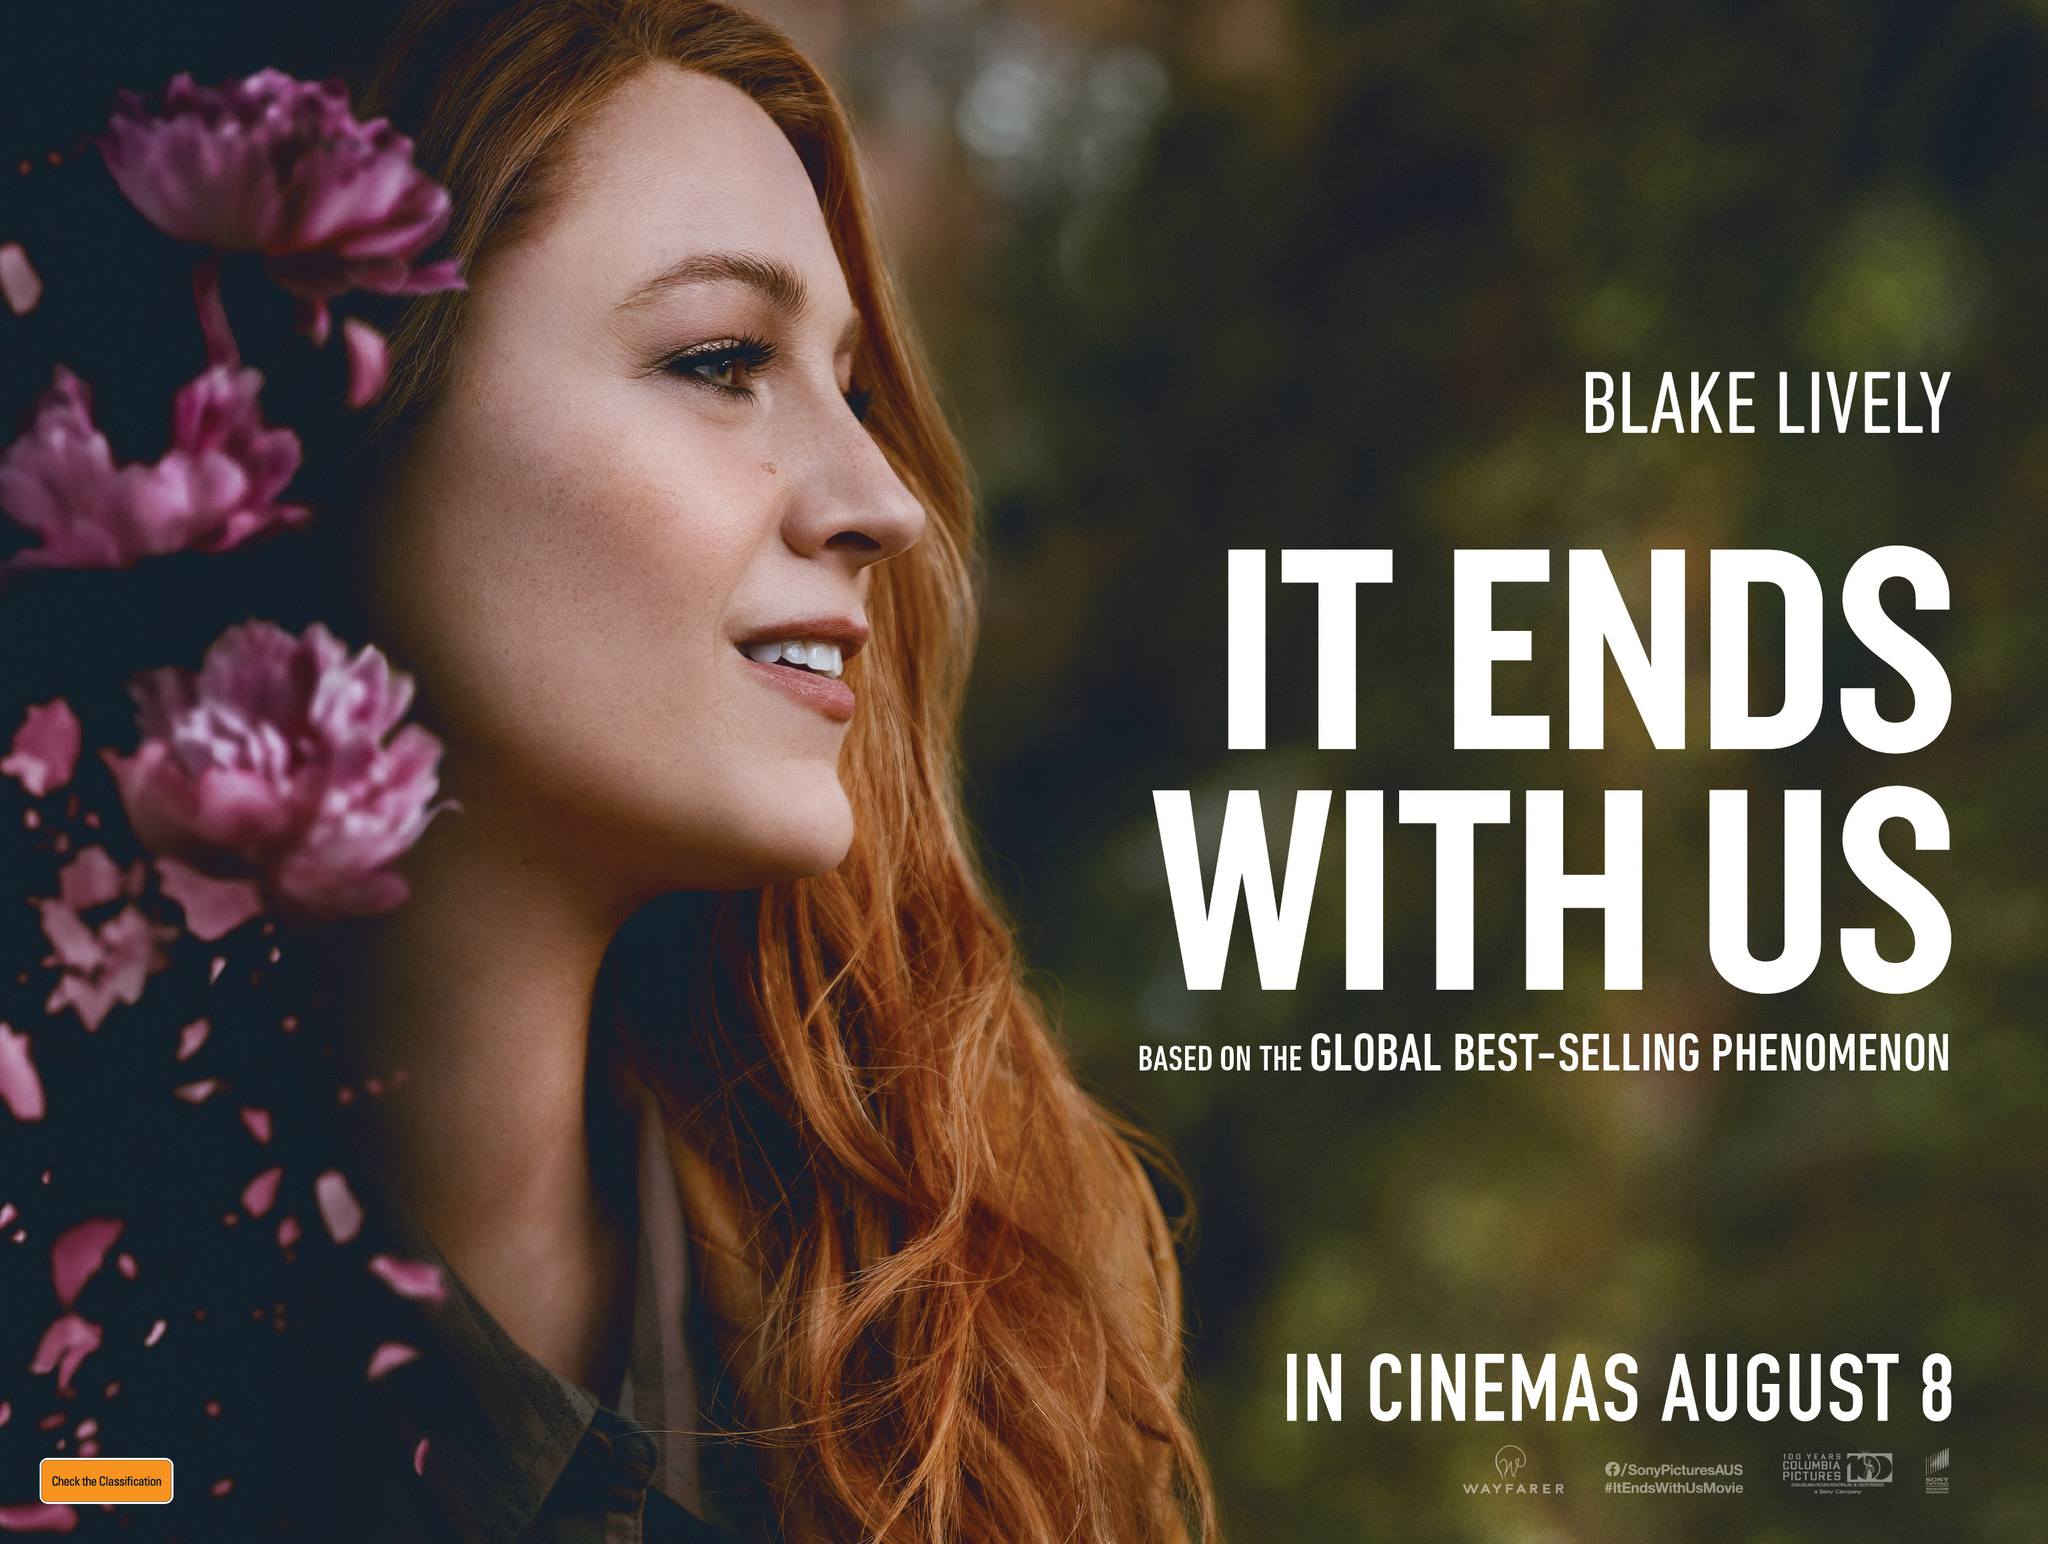 BLAKE LIVELY
IT ENDS
WITH US
BASED ON THE GLOBAL BEST-SELLING PHENOMENON
IN CINEMAS AUGUST 8
Check the Classification
WAYFARER
/SonyPicturesAUS
#ItEndsWithUsMovie
100 YEARS
COLUMBIA
PICTURES
a Sony Company
SONY